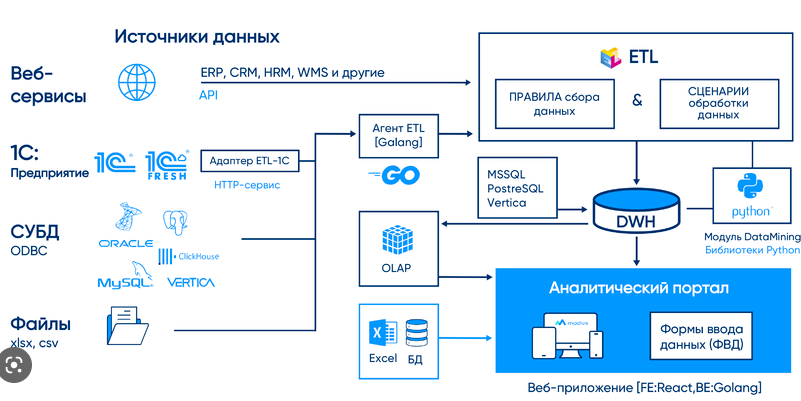 Источники данных
Веб-
сервисы
ERP, CRM, HRM, WMS и другие
API
ETL
ПРАВИЛА сбора
данных
&
СЦЕНАРИИ
обработки
данных
1С:
Предприятие
1С
1С
FRESH
Адаптер ETL-1С
HTTP-сервис
Агент ETL
[Galang]
GO
MSSQL
PostreSQL
Vertica
DWH
python
Модуль DataMining
Библиотеки Python
СУБД
ODBC
ORACLE
ClickHouse
MySQL
VERTICA
OLAP
Файлы
xlsx, csv
Excel
БД
Аналитический портал
Формы ввода
данных (ФВД)
Веб-приложение [FE:React,BE:Golang]